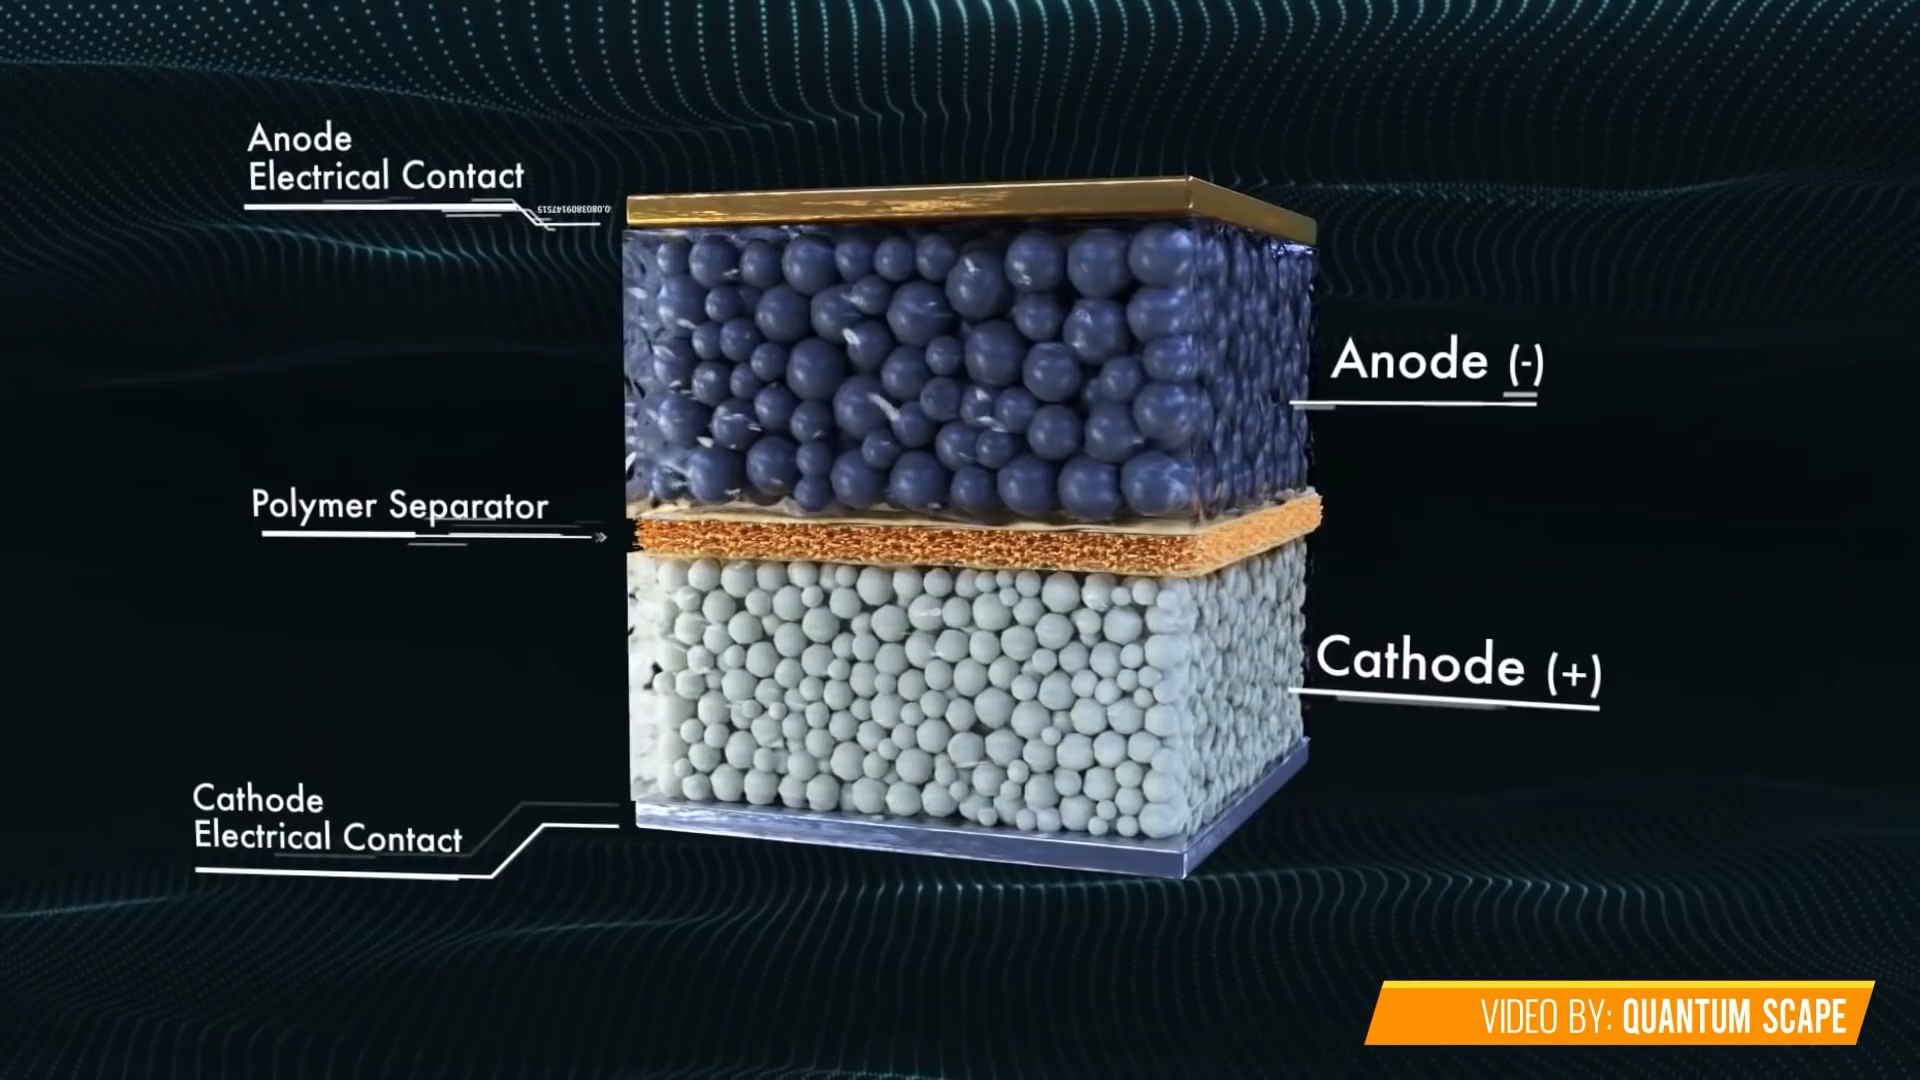 Anode
Electrical Contact
Anode (-)
Polymer Separator
Cathode (+)
Cathode
Electrical Contact
VIDEO BY: QUANTUM SCAPE